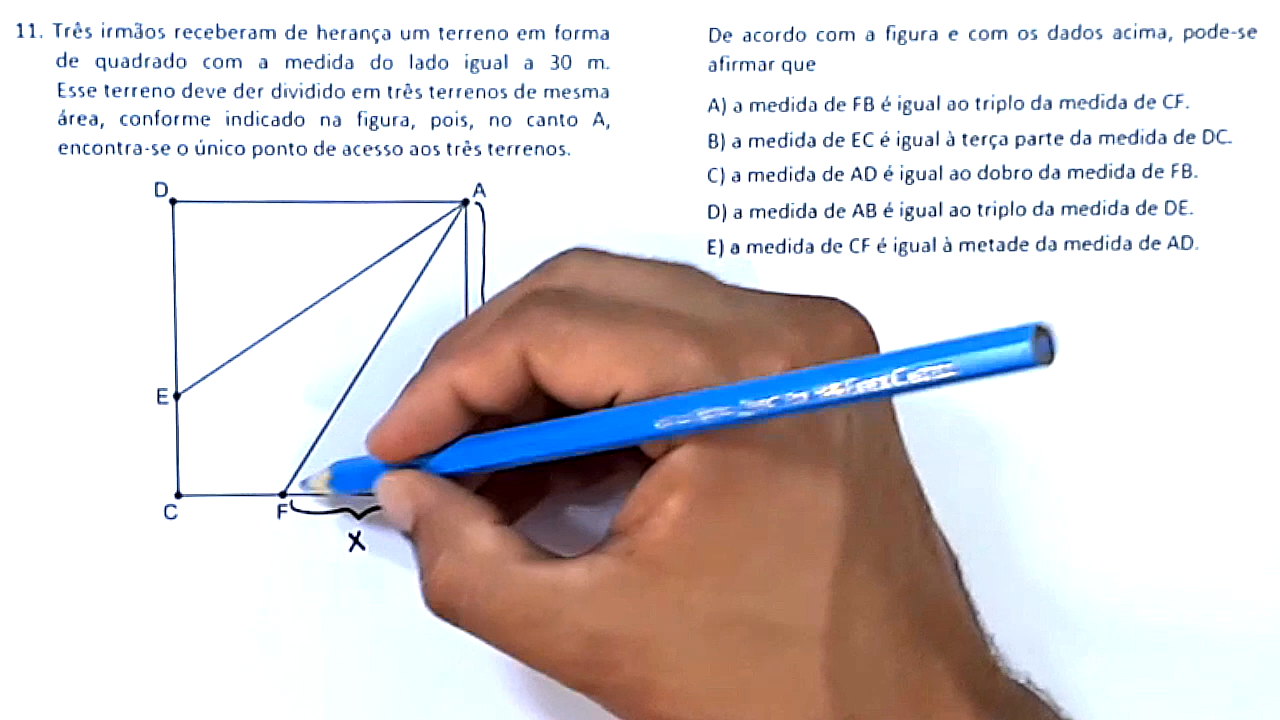 11. Três irmãos receberam de herança um terreno em forma
de quadrado com a medida do lado igual a 30 m.
Esse terreno deve der dividido em três terrenos de mesma
área, conforme indicado na figura, pois, no canto A,
encontra-se o único ponto de acesso aos três terrenos.
D
A
E
C
F
x
De acordo com a figura e com os dados acima, pode-se
afirmar que
A) a medida de FB é igual ao triplo da medida de CF.
B) a medida de EC é igual à terça parte da medida de DC.
C) a medida de AD é igual ao dobro da medida de FB.
D) a medida de AB é igual ao triplo da medida de DE.
E) a medida de CF é igual à metade da medida de AD.